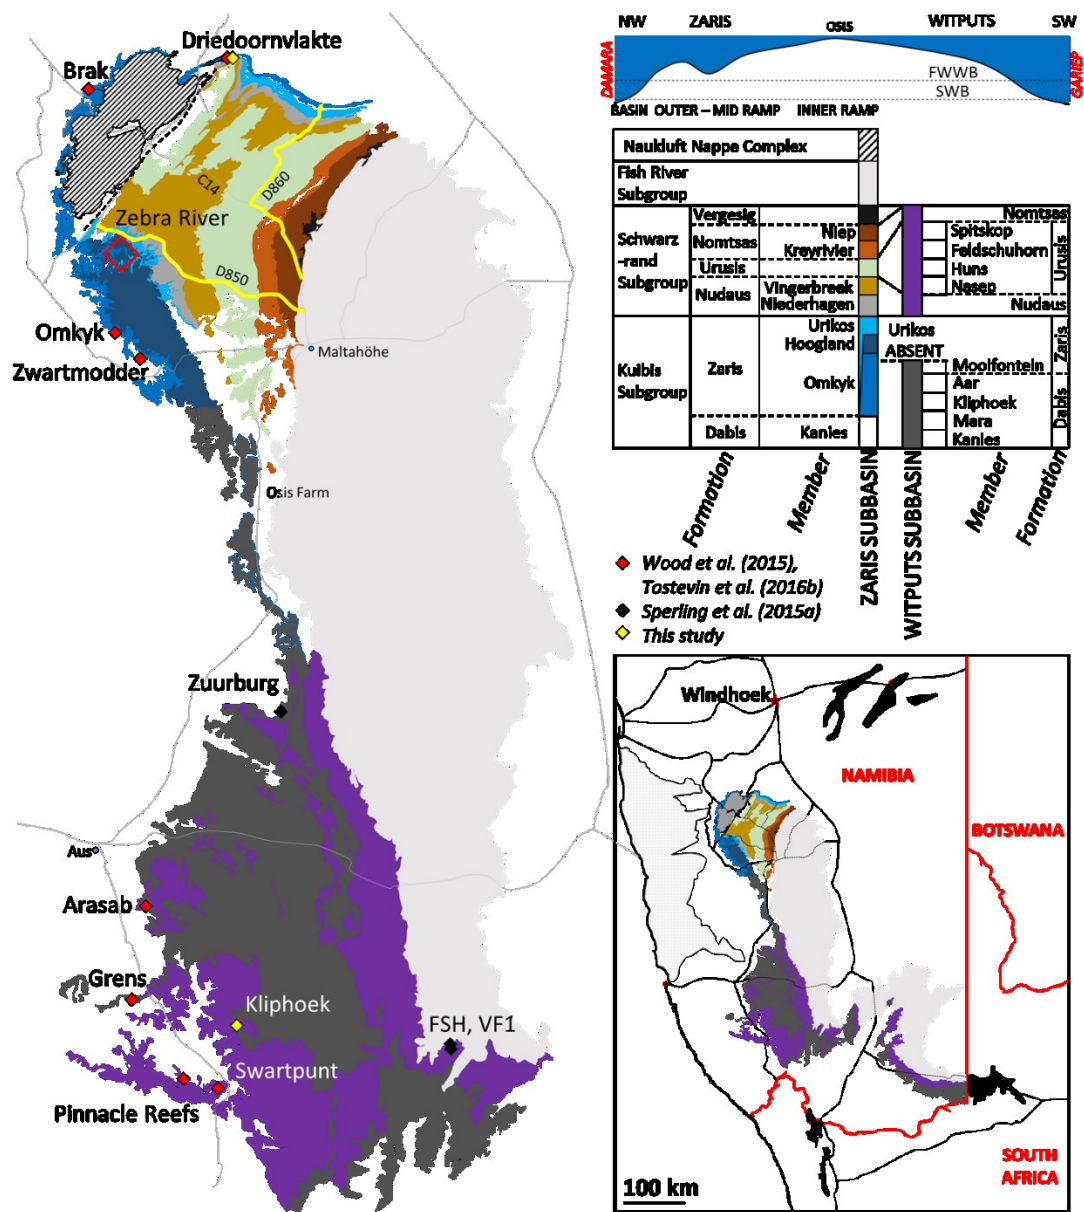 Driedoornvlakte
Brak
C14
D860
Zebra River
D850
Omkyk
Zwartmodder
Maltahöhe
Osis Farm
Zuurburg
Aus
Arasab
Grens
Kliphoek
FSH, VF1
Swartpunt
Pinnacle Reefs
NW ZARIS OSIS WITPUTS SW
DAMARA
GARIEP
FWWB
SWB
BASIN OUTER – MID RAMP INNER RAMP
Naukluft Nappe Complex
Fish River
Subgroup
Schwarz
-rand
Subgroup
Vergesig
Nomtsas
Urusis
Nudaus
Niep
Kreyrivier
Vingerbreek
Niederhagen
Nomtsas
Spitskop
Feldschuhorn
Huns
Nasep
Urusis
Nudaus
Kuibis
Subgroup
Zaris
Dabis
Urikos
Hoogland
Omkyk
Kanies
Urikos
ABSENT
Mooifontein
Aar
Kliphoek
Mara
Kanies
Zaris
Dabis
Formation
Member
ZARIS SUBBASIN
WITPUTS SUBBASIN
Member
Formation
Wood et al. (2015),
Tostevin et al. (2016b)
Sperling et al. (2015a)
This study
Windhoek
NAMIBIA
BOTSWANA
SOUTH
AFRICA
100 km